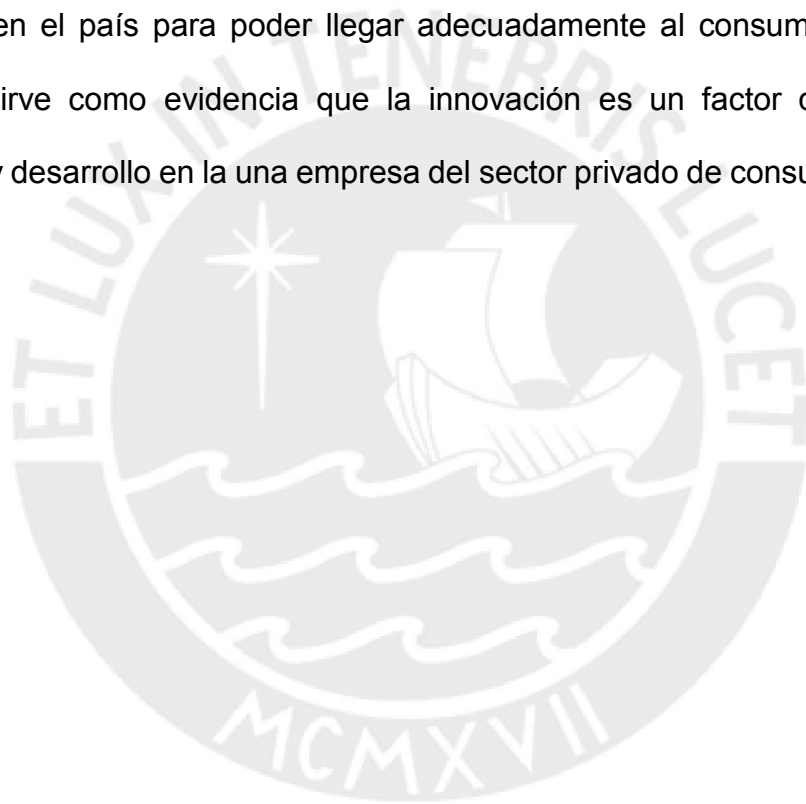 en el país para poder llegar adecuadamente al consum
irve como evidencia que la innovación es un factor
y desarrollo en la una empresa del sector privado de consu
ET LUX IN TENEBRIS LUCET
MCMXVII